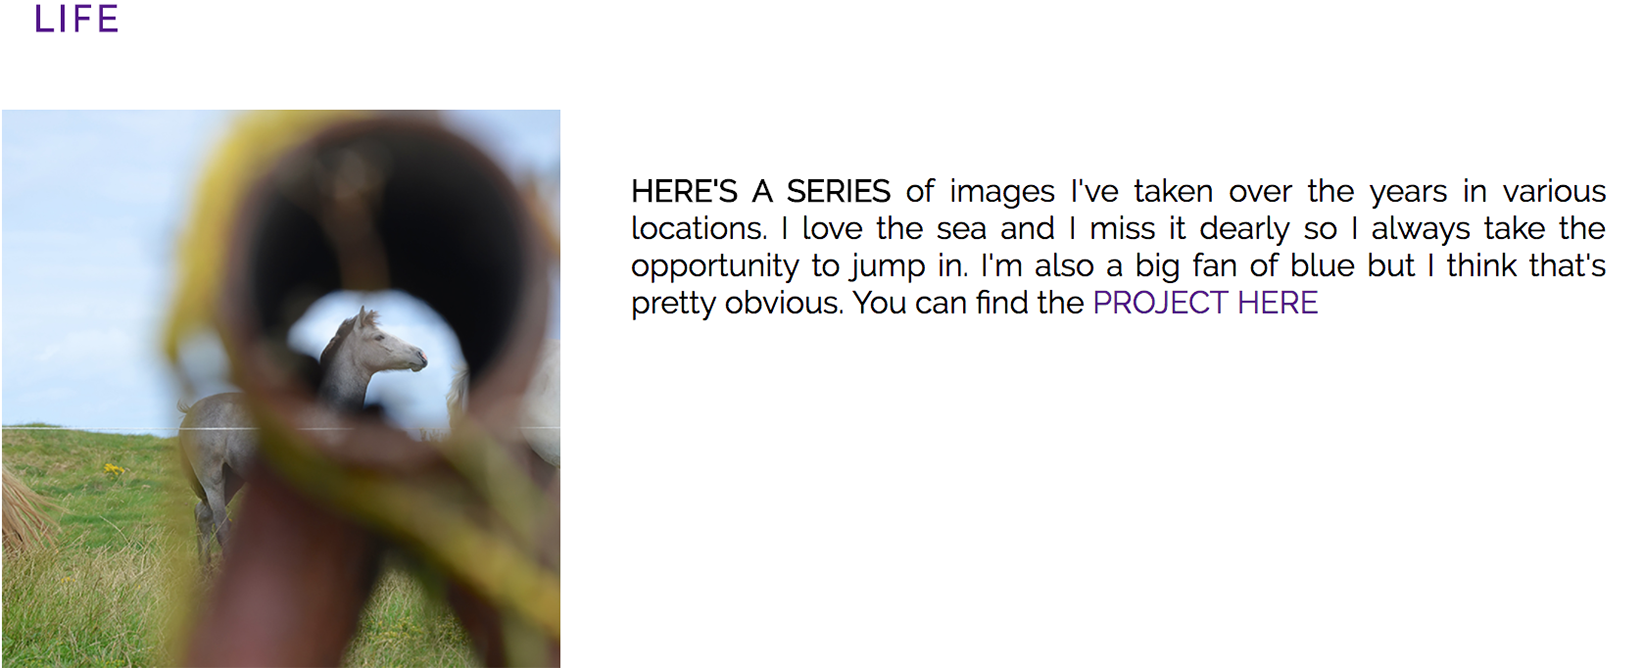 LIFE
HERE'S A SERIES of images I've taken over the years in various
locations. I love the sea and I miss it dearly so I always take the
opportunity to jump in. I'm also a big fan of blue but I think that's
pretty obvious. You can find the PROJECT HERE